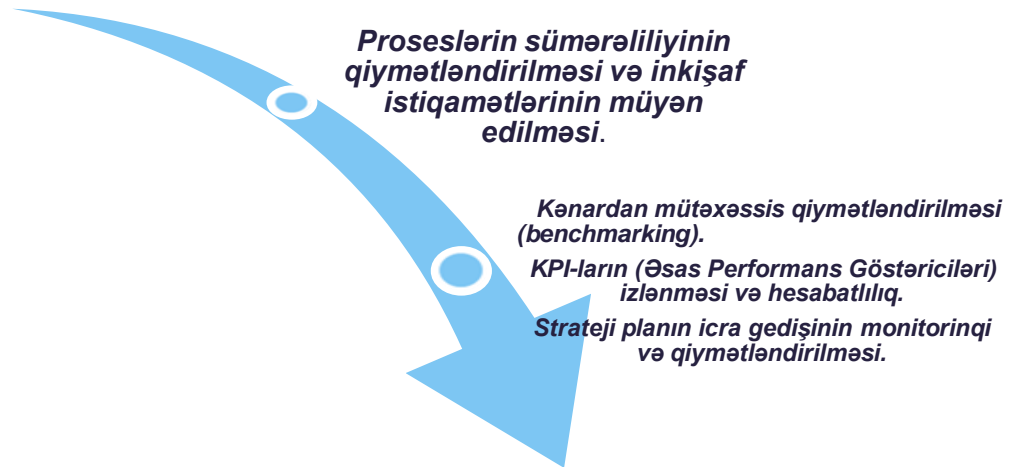 Proseslərin sümərəliliyinin
qiymətləndirilməsi və inkişaf
istiqamətlərinin müyən
edilməsi.
Kənardan mütəxəssis qiymətləndirilməsi
(benchmarking).
KPI-ların (Əsas Performans Göstəriciləri)
izlənməsi və hesabatlılıq.
Strateji planın icra gedişinin monitorinqi
və qiymətləndirilməsi.